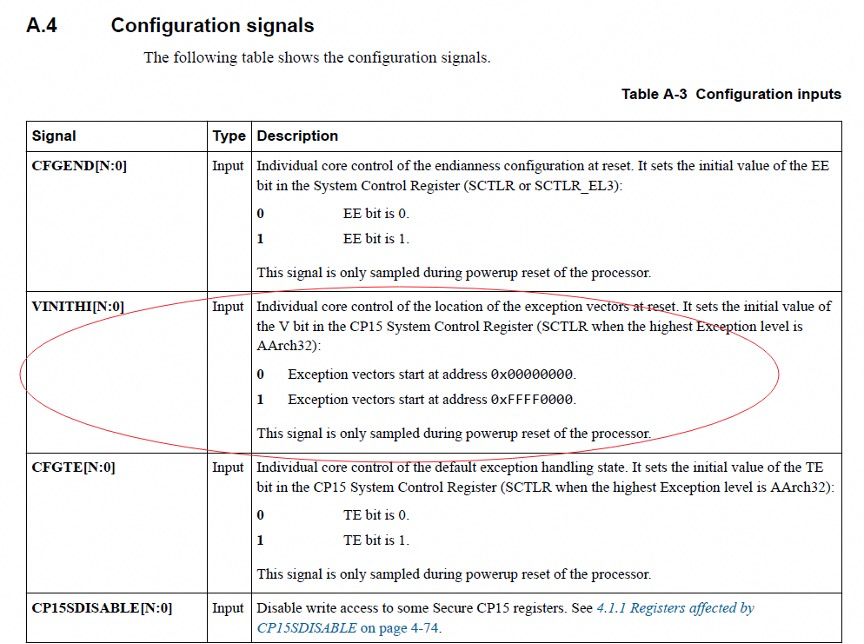 A.4 Configuration signals
The following table shows the configuration signals.
Table A-3 Configuration inputs
Signal Type Description
CFGEND[N:0] Input Individual core control of the endianness configuration at reset. It sets the initial value of the EE
bit in the System Control Register (SCTLR or SCTLR_EL3):
0 EE bit is 0.
1 EE bit is 1.
This signal is only sampled during powerup reset of the processor.
VINITHI[N:0] Input Individual core control of the location of the exception vectors at reset. It sets the initial value of
the V bit in the CP15 System Control Register (SCTLR when the highest Exception level is
AArch32):
0 Exception vectors start at address 0x00000000.
1 Exception vectors start at address 0xFFFF0000.
This signal is only sampled during powerup reset of the processor.
CFGTE[N:0] Input Individual core control of the default exception handling state. It sets the initial value of the TE
bit in the CP15 System Control Register (SCTLR when the highest Exception level is AArch32):
0 TE bit is 0.
1 TE bit is 1.
This signal is only sampled during powerup reset of the processor.
CP15SDISABLE[N:0] Input Disable write access to some Secure CP15 registers. See 4.1.1 Registers affected by
CP15SDISABLE on page 4-74.